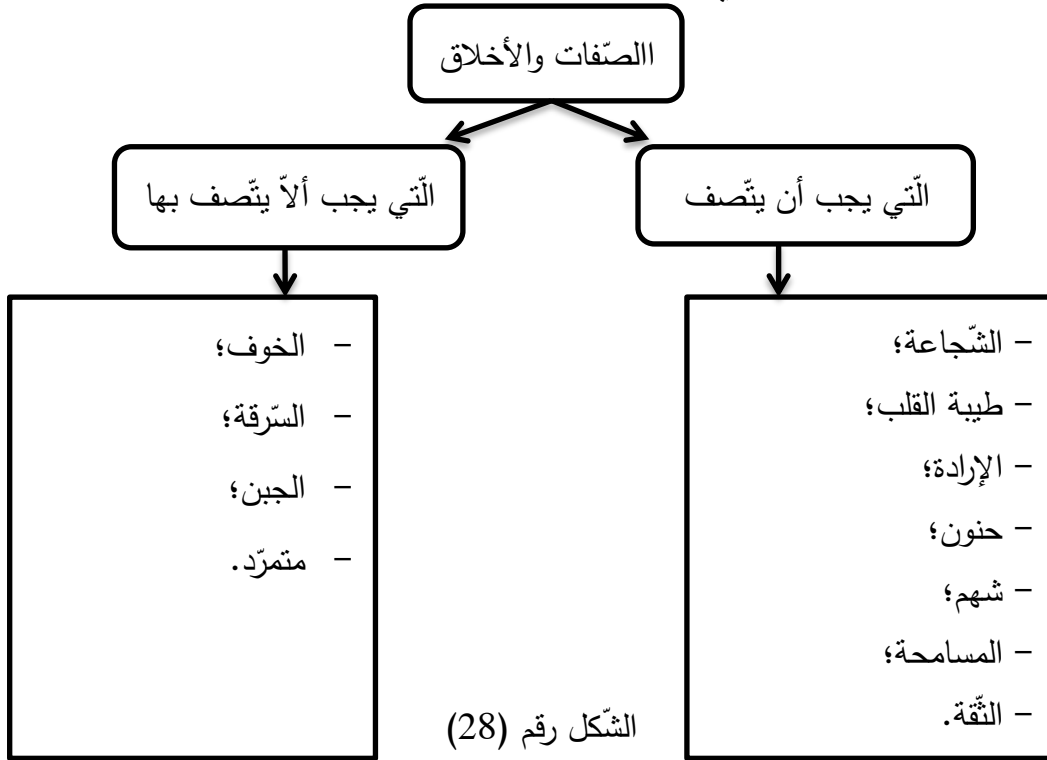 االصّفات والأخلاق
الّتي يجب أن يتّصف
الّتي يجب ألاّ يتّصف بها
- الشّجاعة؛
- طيبة القلب؛
- الإرادة؛
- حنون؛
- شهم؛
- المسامحة؛
- الثّقة.
- الخوف؛
- السّرقة؛
- الجبن؛
- متمرّد.
الشّكل رقم (28)